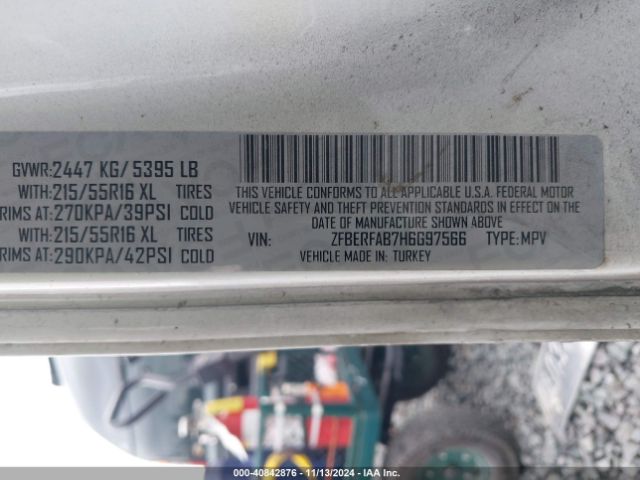 GVWR:2447 KG/ 5395 LB
WITH:215/55R16 XL TIRES
RIMS AT:270KPA/39PSI COLD
WITH:215/55R16 XL TIRES
RIMS AT:290KPA/42PSI COLD
THIS VEHICLE CONFORMS TO ALL APPLICABLE U.S.A. FEDERAL MOTOR
VEHICLE SAFETY AND THEFT PREVENTION STANDARDS IN EFFECT ON
THE DATE OF MANUFACTURE SHOWN ABOVE
VIN: ZFBERFAB7H6G97566 TYPE: MPV
VEHICLE MADE IN: TURKEY
000-40842876 - 11/13/2024 - IAA Inc.